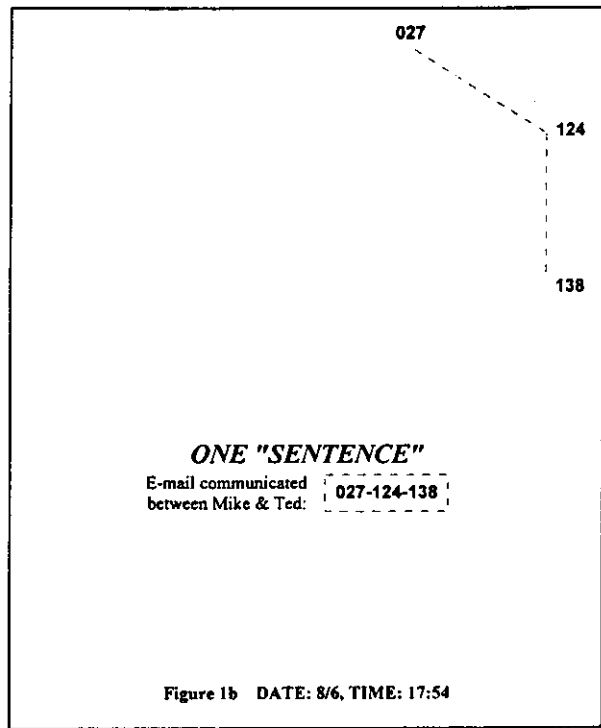 027
124
138
ONE "SENTENCE"
E-mail communicated
between Mike & Ted:
027-124-138
Figure 1b DATE: 8/6, TIME: 17:54